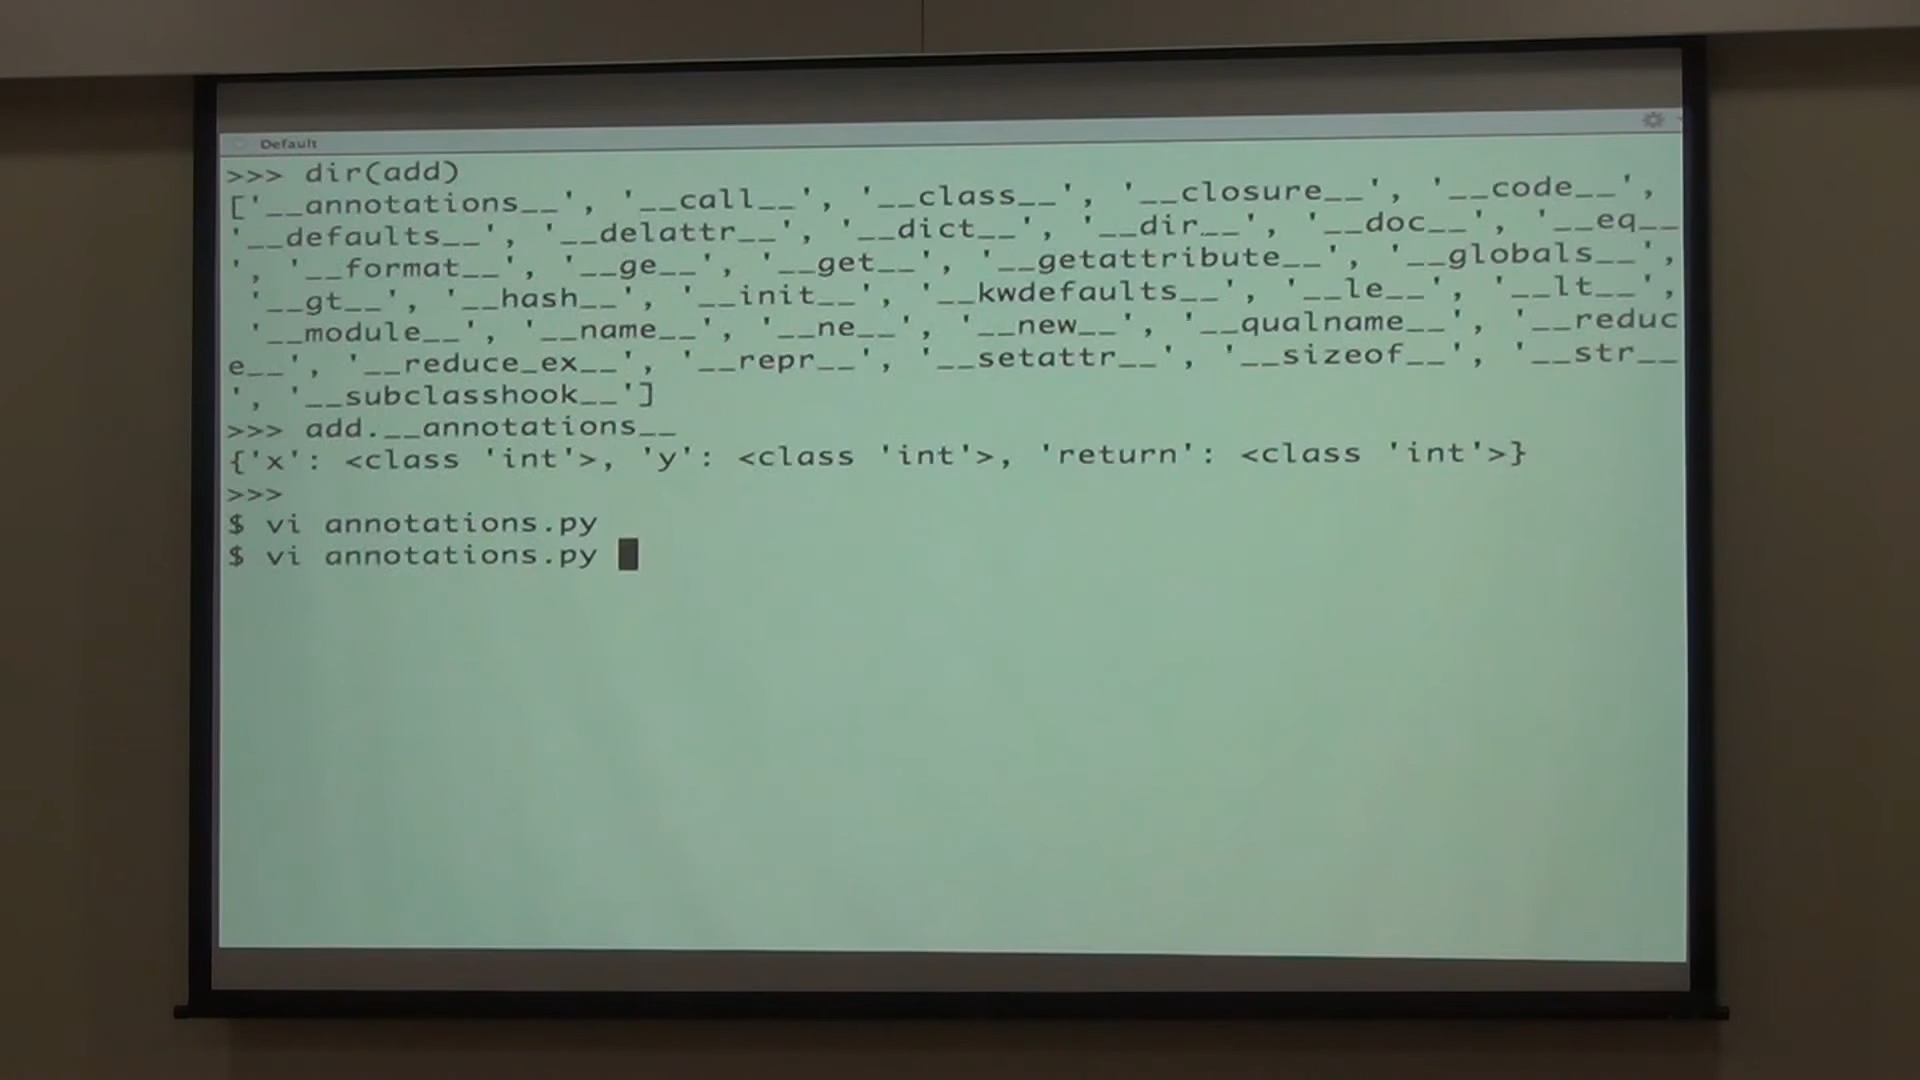 Default
>>> dir(add)
['__annotations__', '__call__', '__class__', '__closure__', '__code__',
'__defaults__', '__delattr__', '__dict__', '__dir__', '__doc__', '__eq__
', '__format__', '__ge__', '__get__', '__getattribute__', '__globals__',
'__gt__', '__hash__', '__init__', '__kwdefaults__', '__le__', '__lt__',
'__module__', '__name__', '__ne__', '__new__', '__qualname__', '__reduc
e__', '__reduce_ex__', '__repr__', '__setattr__', '__sizeof__', '__str__
', '__subclasshook__']
>>> add.__annotations__
{'x': <class 'int'>, 'y': <class 'int'>, 'return': <class 'int'>}
>>>
$ vi annotations.py
$ vi annotations.py